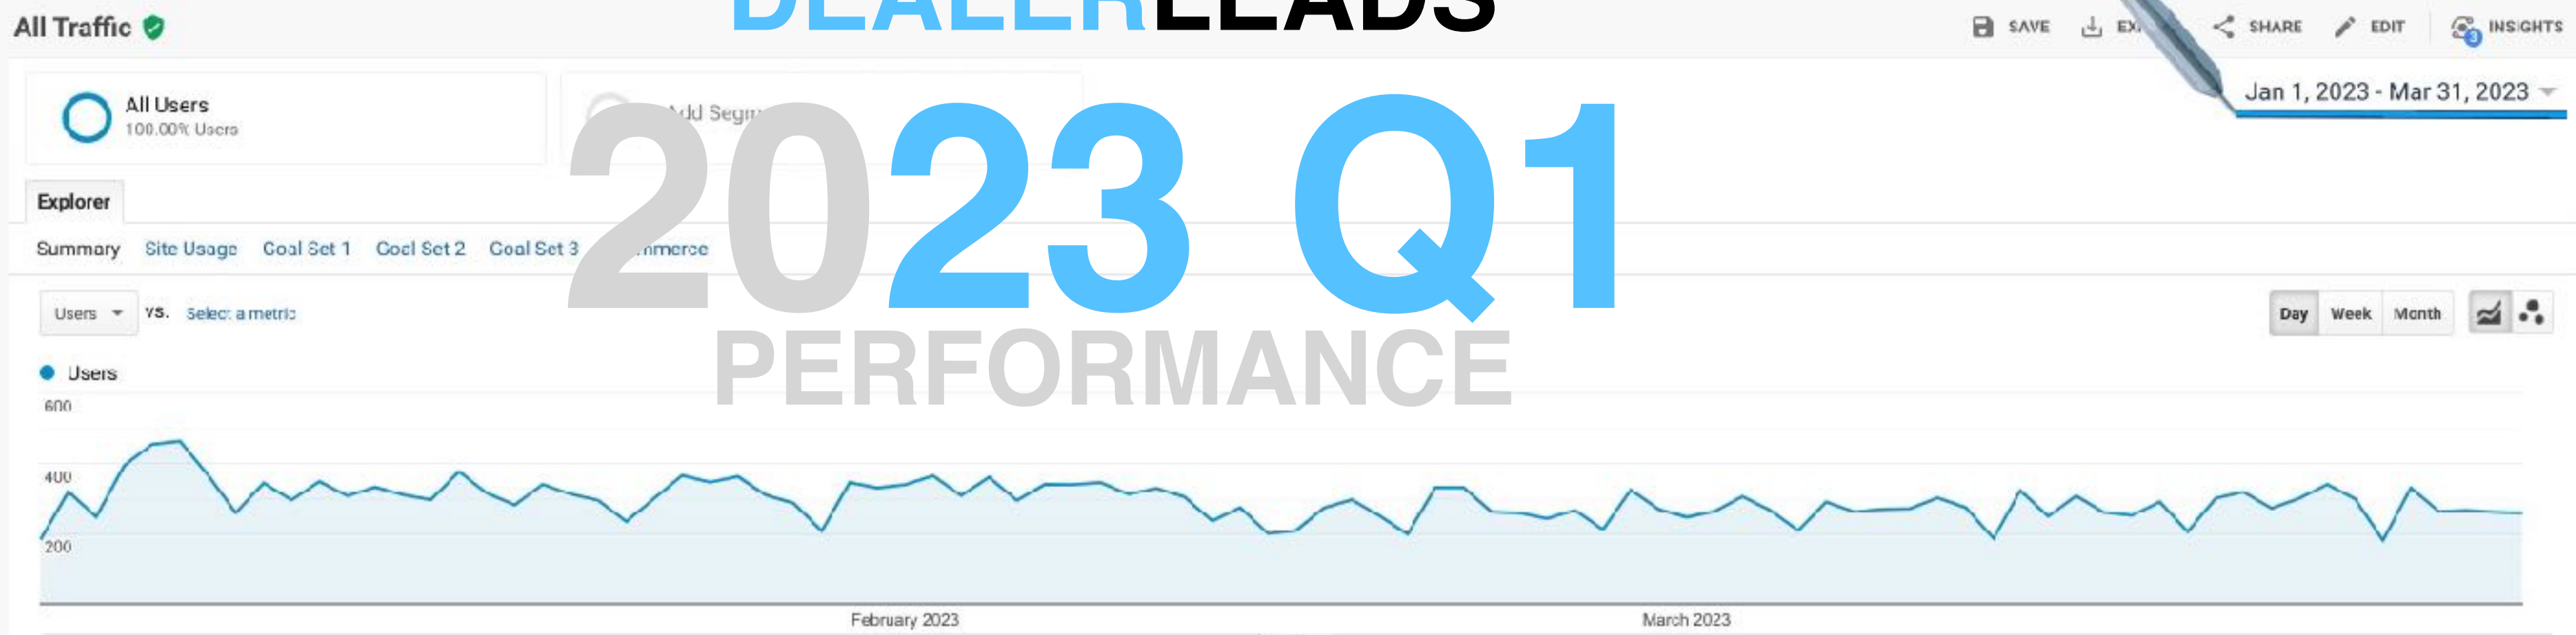 DEALERLEADS
All Traffic
SAVE
SHARE
EDIT
3
INSIGHTS
All Users
100.00% Users
Jan 1, 2023 - Mar 31, 2023
2023 Q1
Explorer
Summary Site Usage Goal Set 1 Goal Set 2 Goal Set 3
Users VS. Select a metric
Day Week Month
PERFORMANCE
Users
600
400
200
February 2023 March 2023